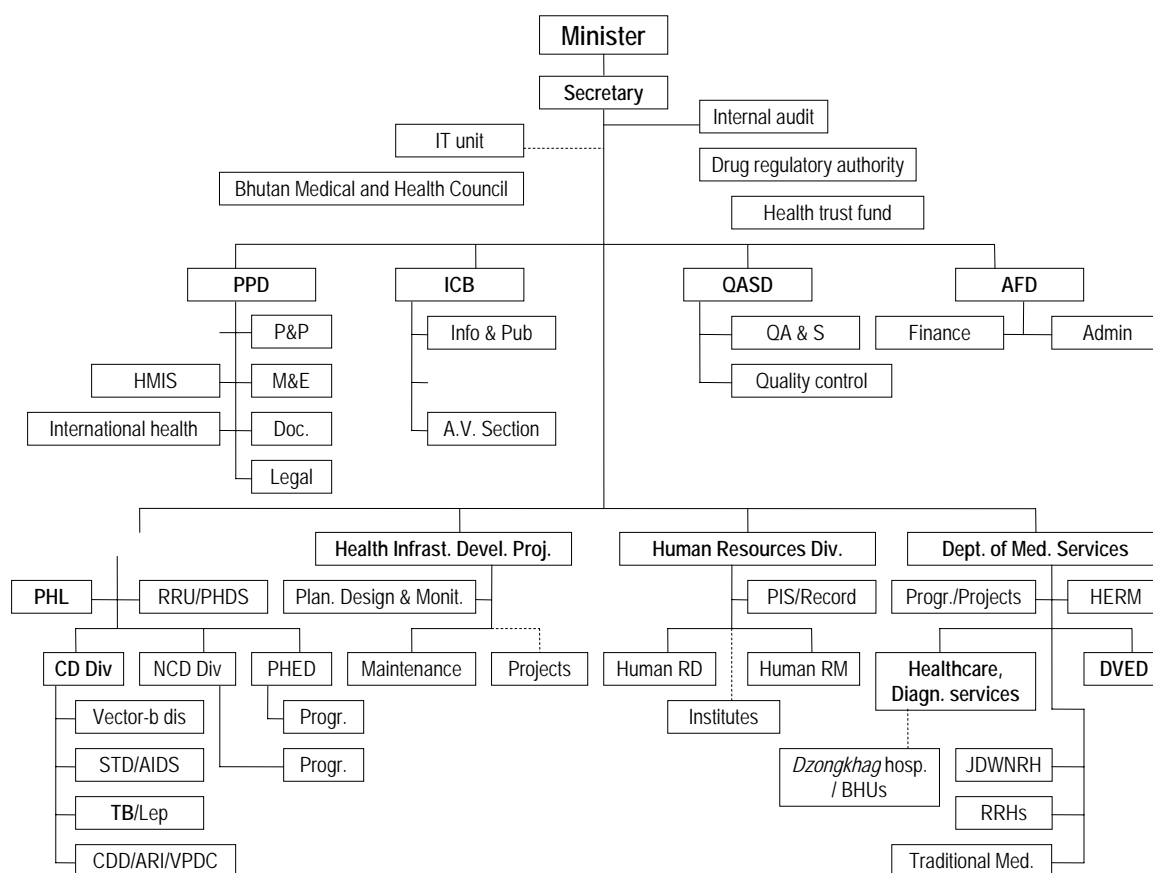 Minister
Secretary
Internal audit
IT unit
Drug regulatory authority
Bhutan Medical and Health Council
Health trust fund
PPD
ICB
QASD
AFD
P&P
Info & Pub
QA & S
Finance
Admin
HMIS
M&E
Quality control
International health
Doc.
A.V. Section
Legal
Health Infrast. Devel. Proj.
Human Resources Div.
Dept. of Med. Services
PHL
RRU/PHDS
Plan. Design & Monit.
PIS/Record
Progr./Projects
HERM
CD Div
NCD Div
PHED
Maintenance
Projects
Human RD
Human RM
Healthcare,
Diagn. services
DVED
Vector-b dis
Progr.
Institutes
STD/AIDS
Progr.
Dzongkhag hosp.
/ BHUs
JDWNRH
TB/Lep
RRHs
CDD/ARI/VPDC
Traditional Med.